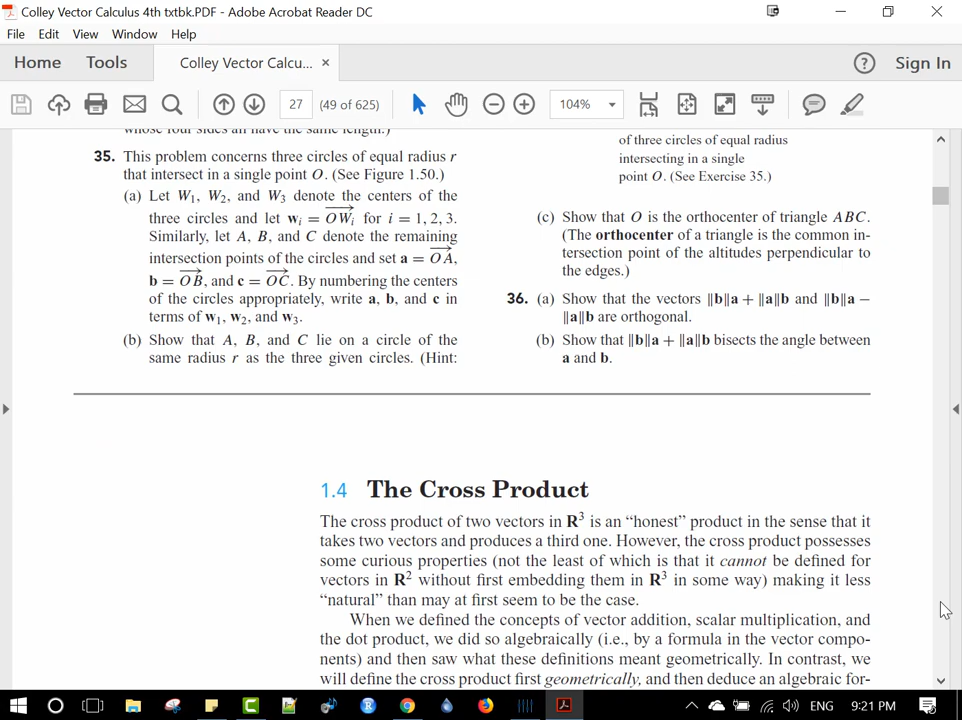 Colley Vector Calculus 4th txtbk.PDF - Adobe Acrobat Reader DC
File Edit View Window Help
Home Tools Colley Vector Calcu... × Sign In
27 (49 of 625) 104%
whose four sides all have the same length.)
35. This problem concerns three circles of equal radius r
that intersect in a single point O. (See Figure 1.50.)
(a) Let W₁, W₂, and W₃ denote the centers of the
three circles and let wᵢ = OWᵢ→ for i = 1, 2, 3.
Similarly, let A, B, and C denote the remaining
intersection points of the circles and set a = OA→,
b = OB→, and c = OC→. By numbering the centers
of the circles appropriately, write a, b, and c in
terms of w₁, w₂, and w₃.
(b) Show that A, B, and C lie on a circle of the
same radius r as the three given circles. (Hint:
of three circles of equal radius
intersecting in a single
point O. (See Exercise 35.)
(c) Show that O is the orthocenter of triangle ABC.
(The orthocenter of a triangle is the common in-
tersection point of the altitudes perpendicular to
the edges.)
36. (a) Show that the vectors ‖b‖a + ‖a‖b and ‖b‖a −
‖a‖b are orthogonal.
(b) Show that ‖b‖a + ‖a‖b bisects the angle between
a and b.
1.4 The Cross Product
The cross product of two vectors in R³ is an “honest” product in the sense that it
takes two vectors and produces a third one. However, the cross product possesses
some curious properties (not the least of which is that it cannot be defined for
vectors in R² without first embedding them in R³ in some way) making it less
“natural” than may at first seem to be the case.
When we defined the concepts of vector addition, scalar multiplication, and
the dot product, we did so algebraically (i.e., by a formula in the vector compo-
nents) and then saw what these definitions meant geometrically. In contrast, we
will define the cross product first geometrically, and then deduce an algebraic for-
ENG 9:21 PM